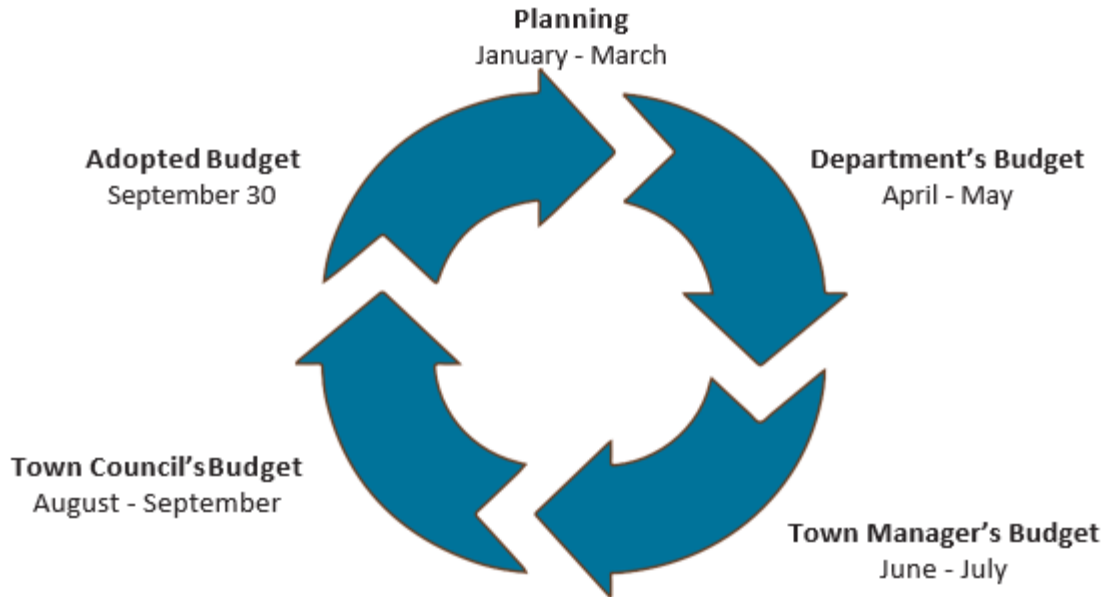 Planning
January - March
Department's Budget
April - May
Town Manager's Budget
June - July
Town Council'sBudget
August - September
Adopted Budget
September 30